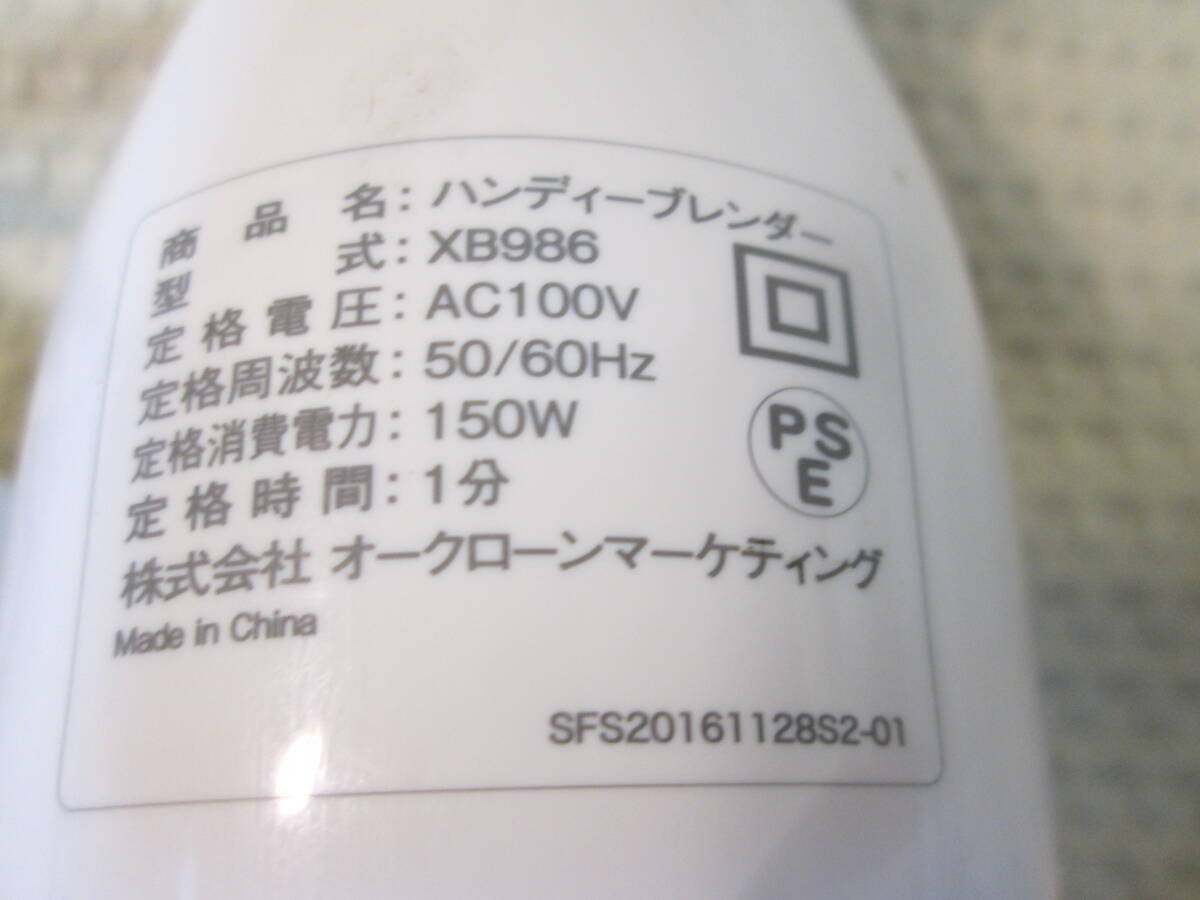 商品名：ハンディーブレンダー
型式：XB986
定格電圧：AC100V
定格周波数：50/60Hz
定格消費電力：150W
定格時間：1分
PSE
株式会社 オークローンマーケティング
Made in China
SFS20161128S2-01